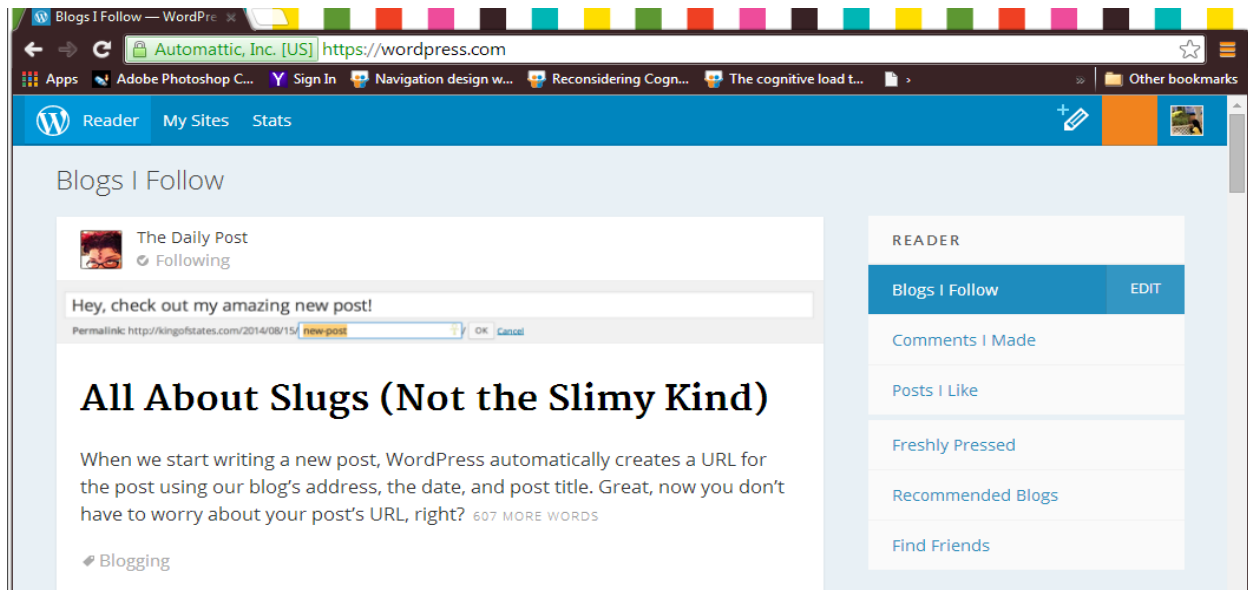 Blogs I Follow — WordPre
Automattic, Inc. [US] https://wordpress.com
Apps Adobe Photoshop C... Sign In Navigation design w... Reconsidering Cogn... The cognitive load t... Other bookmarks
Reader My Sites Stats
Blogs I Follow
The Daily Post
Following
Hey, check out my amazing new post!
Permalink: http://kingofstates.com/2014/08/15/ new-post / OK Cancel
All About Slugs (Not the Slimy Kind)
When we start writing a new post, WordPress automatically creates a URL for
the post using our blog's address, the date, and post title. Great, now you don't
have to worry about your post's URL, right? 607 MORE WORDS
Blogging
READER
Blogs I Follow EDIT
Comments I Made
Posts I Like
Freshly Pressed
Recommended Blogs
Find Friends